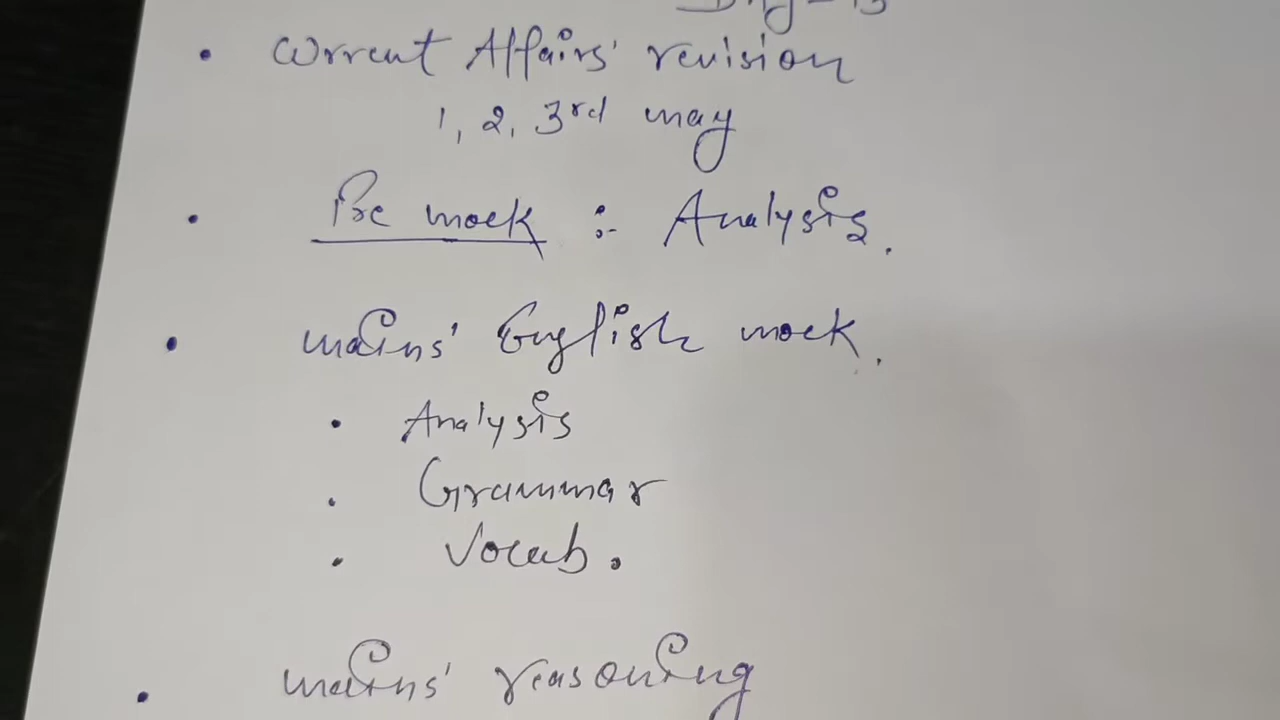 • Current Affairs' revision
1, 2, 3rd may
• Pre mock :- Analysis.
• mains' English mock.
• Analysis
• Grammar
• Vocab.
• mains' reasoning